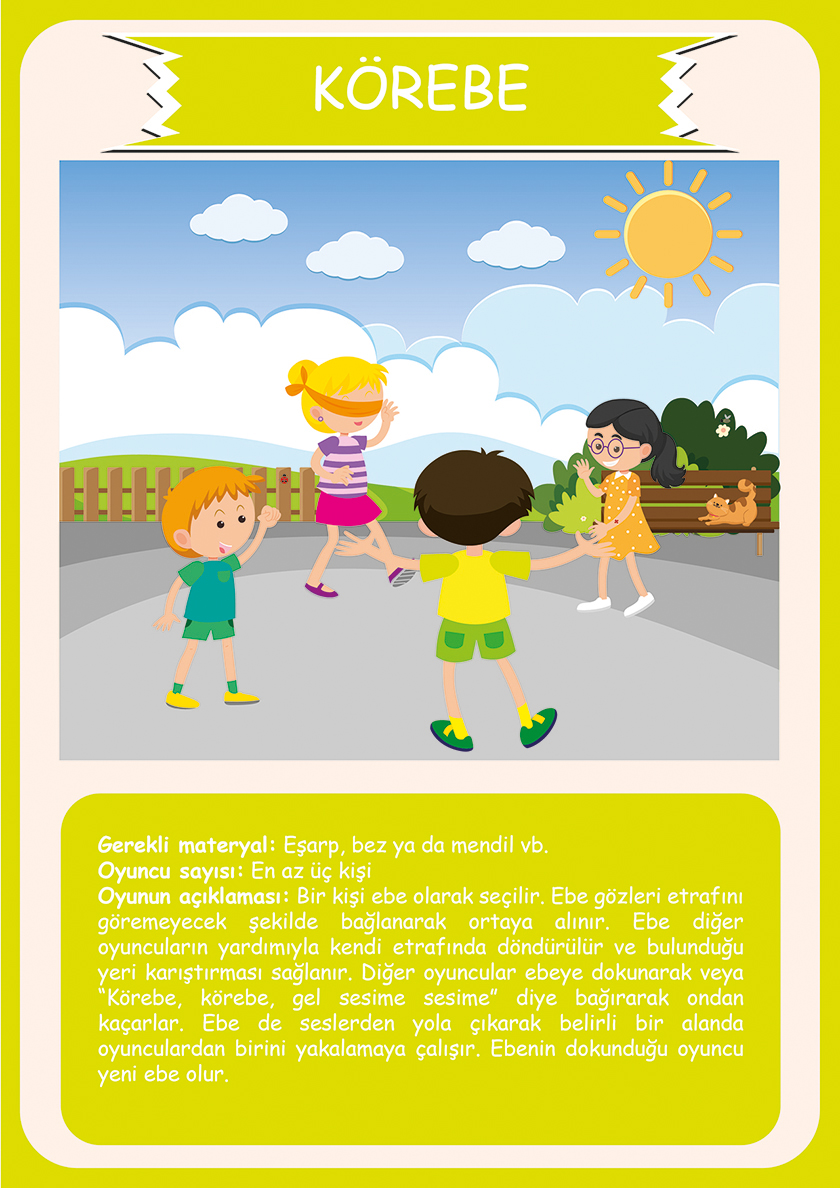 KÖREBE
Gerekli materyal: Eşarp, bez ya da mendil vb.
Oyuncu sayısı: En az üç kişi
Oyunun açıklaması: Bir kişi ebe olarak seçilir. Ebe gözleri etrafını
göremeyecek şekilde bağlanarak ortaya alınır. Ebe diğer
oyuncuların yardımıyla kendi etrafında döndürülür ve bulunduğu
yeri karıştırması sağlanır. Diğer oyuncular ebeye dokunarak veya
“Körebe, körebe, gel sesime sesime” diye bağırarak ondan
kaçarlar. Ebe de seslerden yola çıkarak belirli bir alanda
oyunculardan birini yakalamaya çalışır. Ebenin dokunduğu oyuncu
yeni ebe olur.